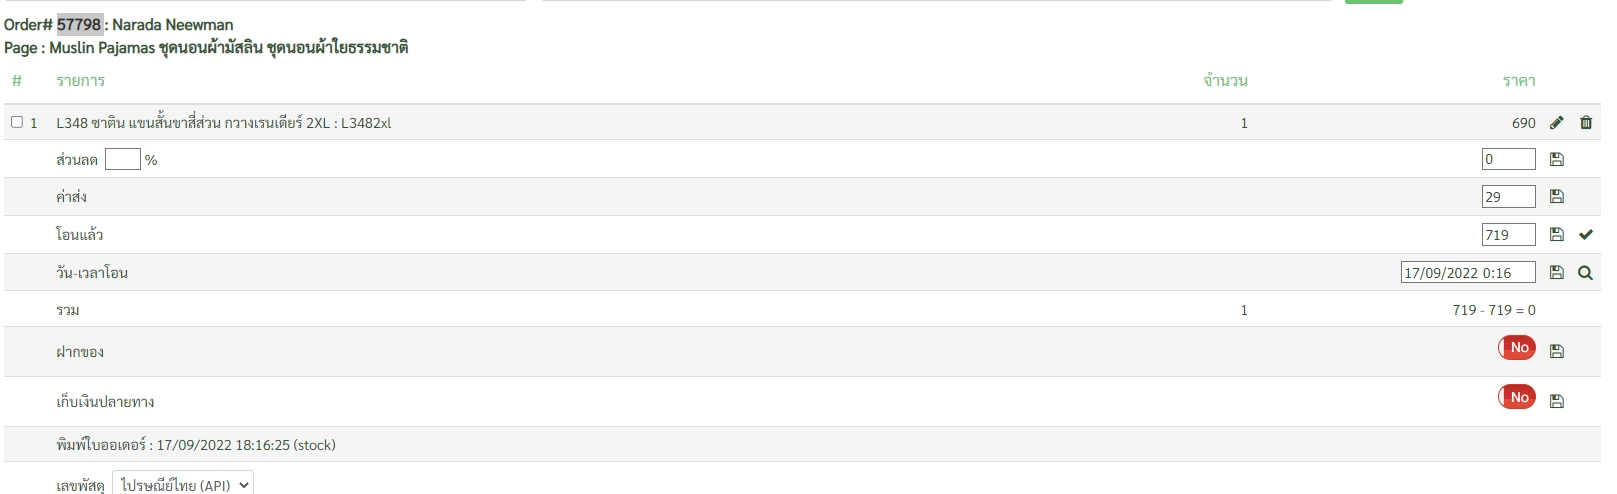 Order# 57798 : Narada Neewman
Page : Muslin Pajamas ชุดนอนผ้ามัสลิน ชุดนอนผ้าใยธรรมชาติ
# รายการ จำนวน ราคา
1 L348 ซาติน แขนสั้นขาสี่ส่วน กวางเรนเดียร์ 2XL : L3482xl 1 690
ส่วนลด % 0
ค่าส่ง 29
โอนแล้ว 719
วัน-เวลาโอน 17/09/2022 0:16
รวม 1 719 - 719 = 0
ฝากของ No
เก็บเงินปลายทาง No
พิมพ์ใบออเดอร์ : 17/09/2022 18:16:25 (stock)
เลขพัสดุ ไปรษณีย์ไทย (API)